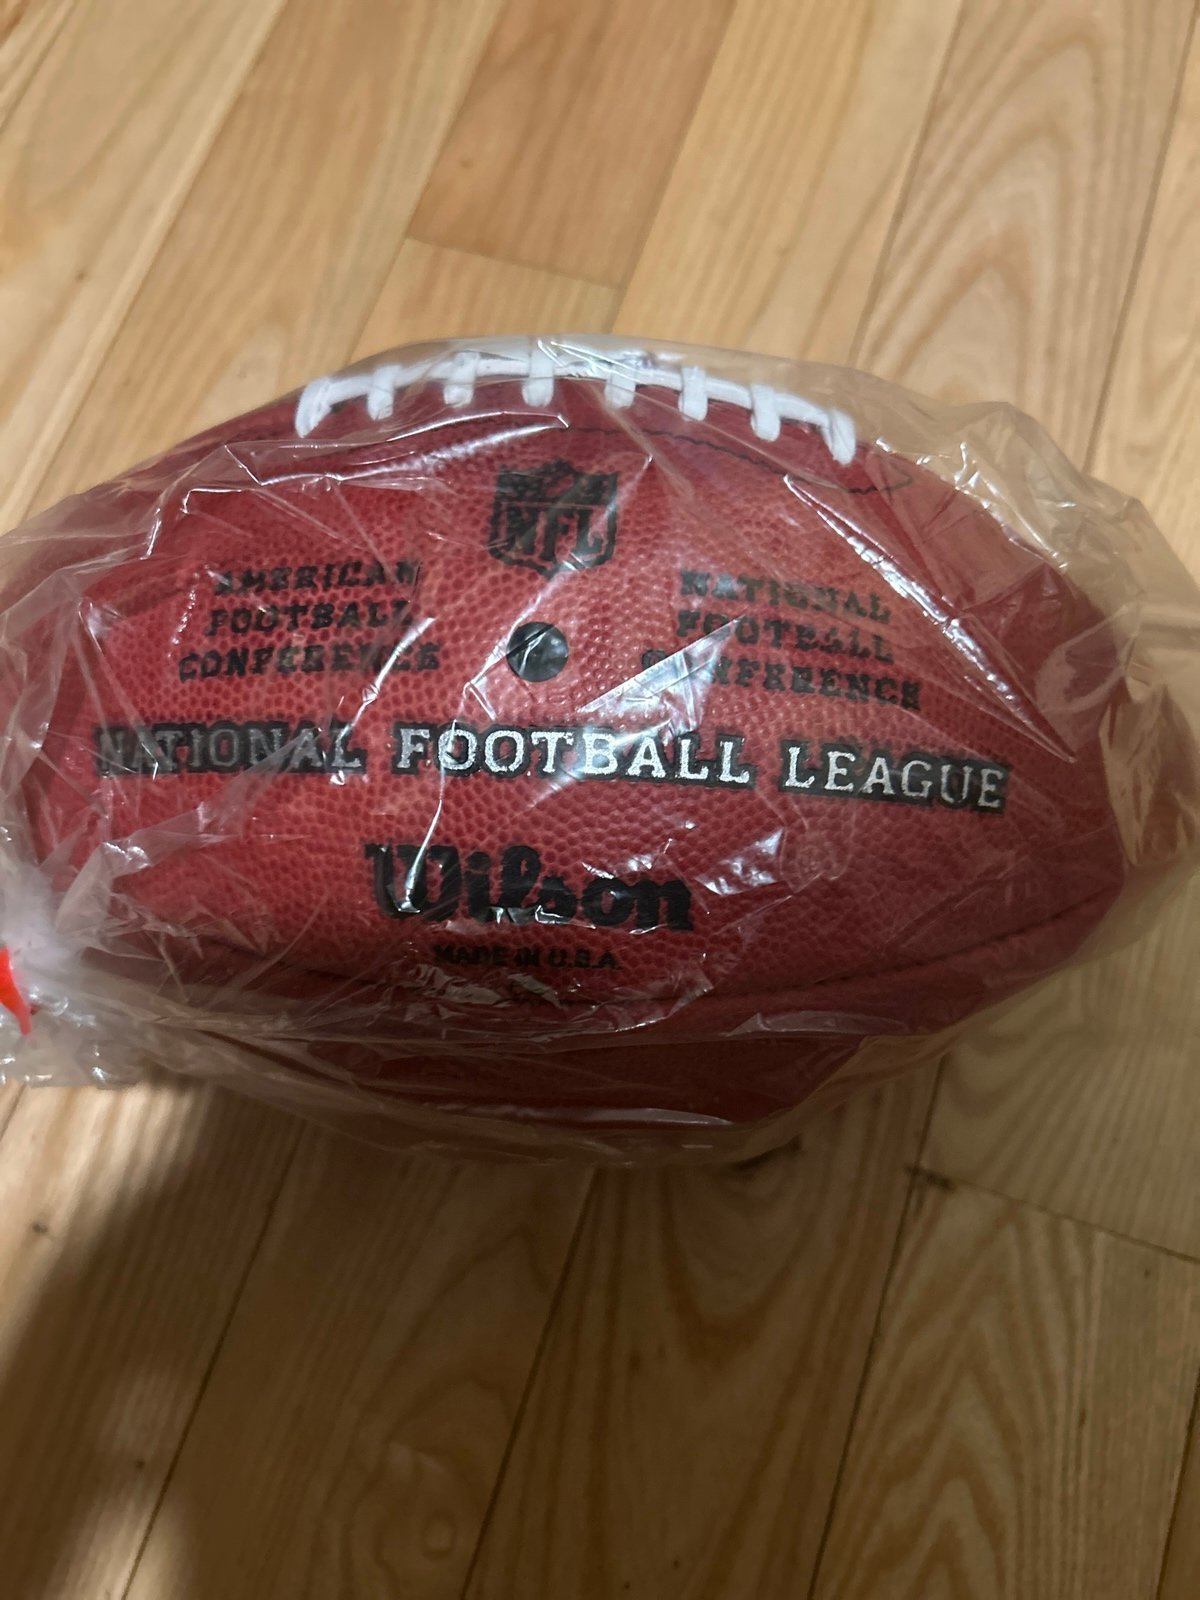 NFL
AMERICAN
FOOTBALL
CONFERENCE
NATIONAL
FOOTBALL
CONFERENCE
NATIONAL FOOTBALL LEAGUE
Wilson
MADE IN U.S.A.